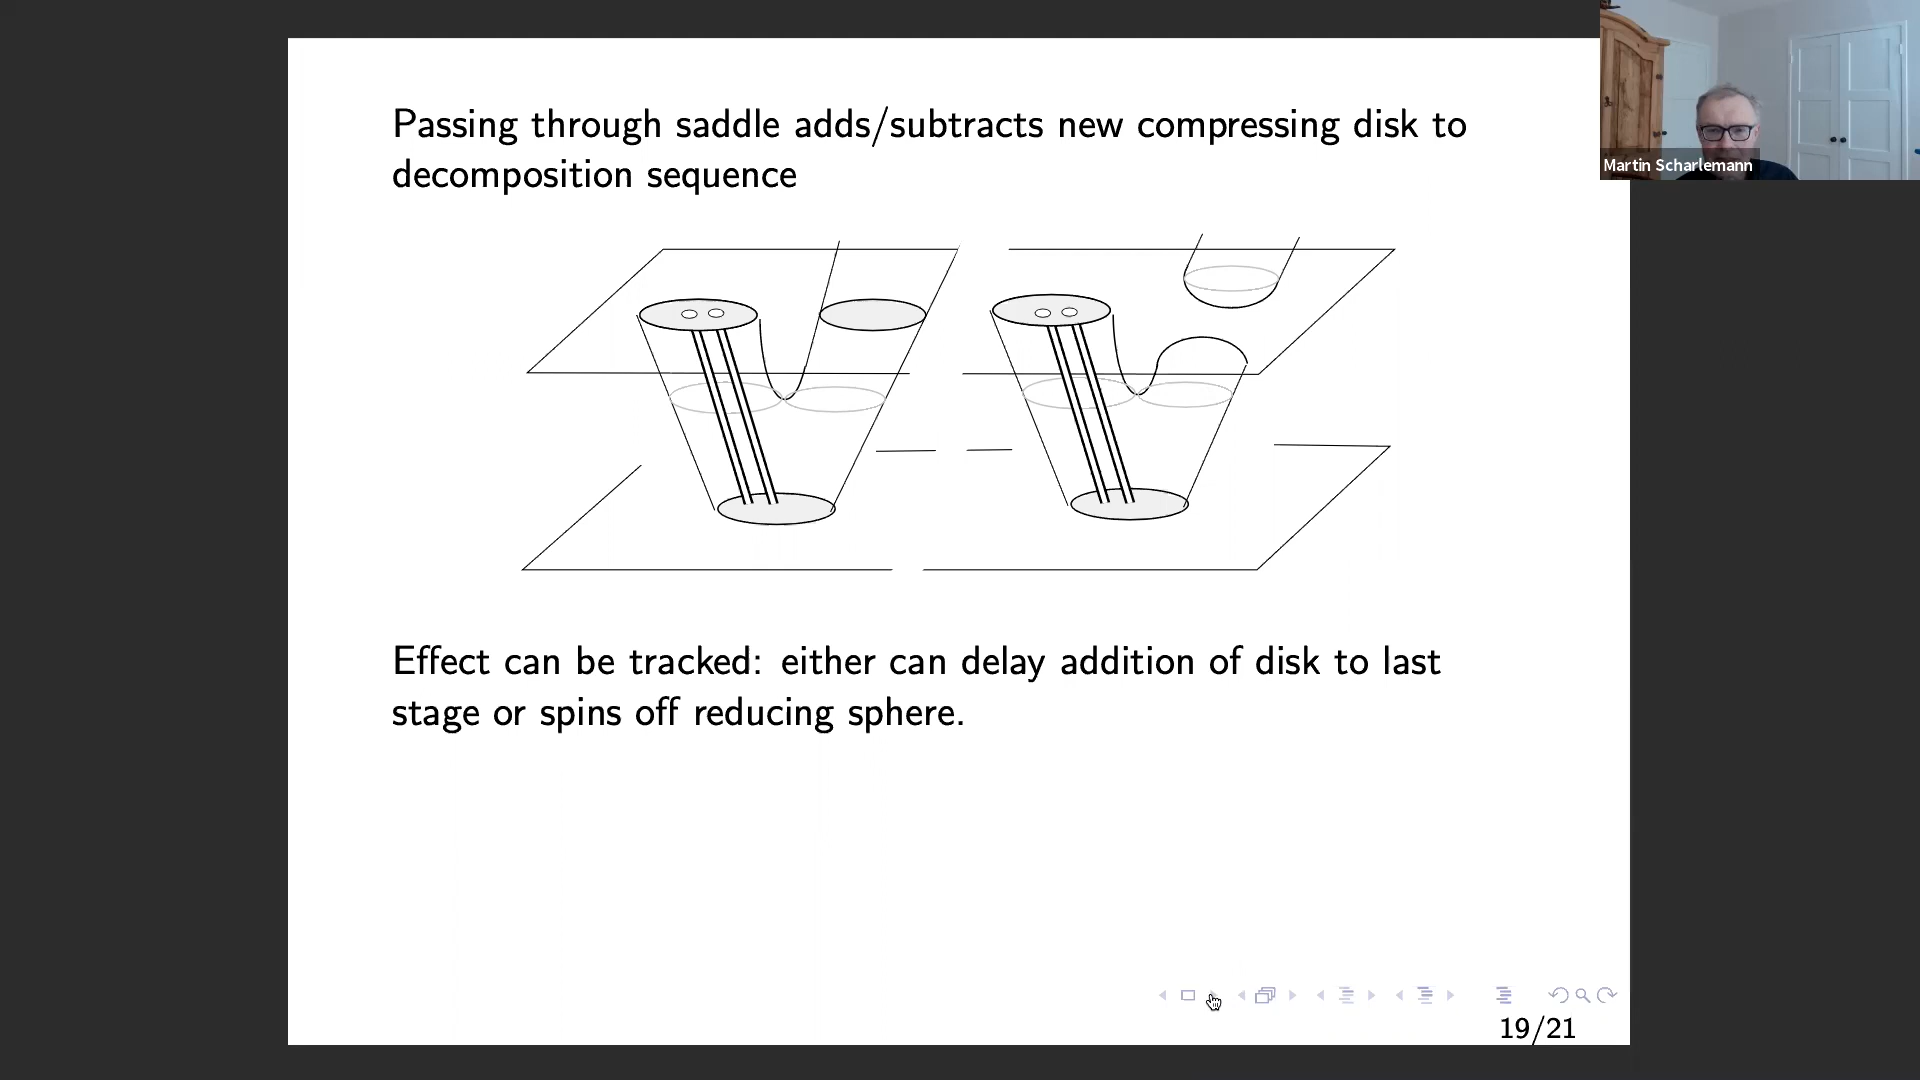 Passing through saddle adds/subtracts new compressing disk to
decomposition sequence
Martin Scharlemann
Effect can be tracked: either can delay addition of disk to last
stage or spins off reducing sphere.
19/21